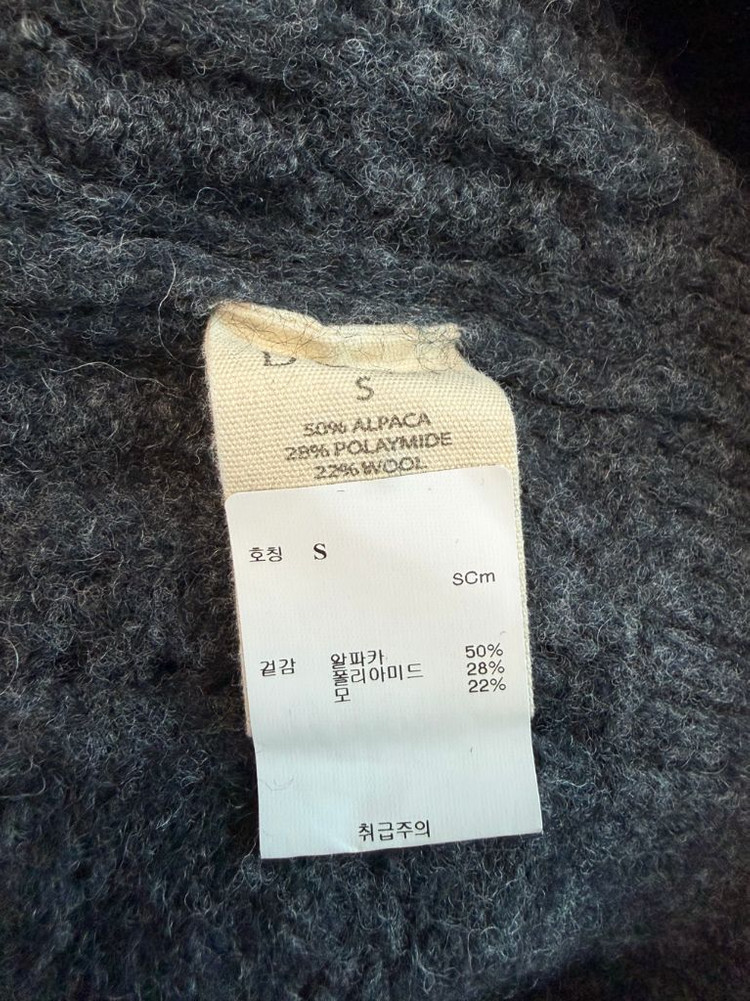 S
50% ALPACA
28% POLAYMIDE
22% WOOL
호칭 S
SCm
겉감 알파카 50%
폴리아미드 28%
모 22%
취급주의